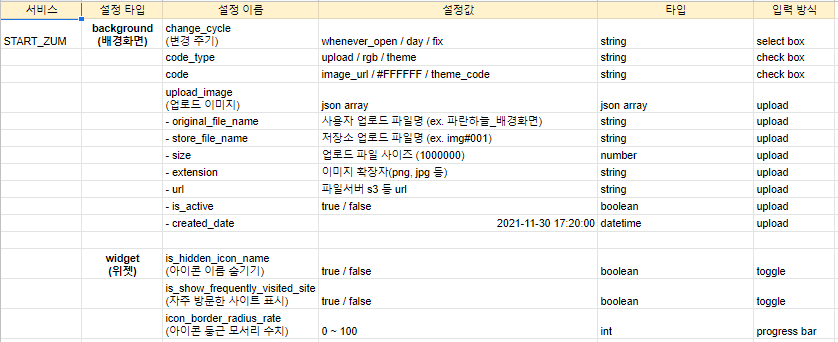 서비스 설정 타입 설정 이름 설정값 타입 입력 방식
START_ZUM background (배경화면) change_cycle (변경 주기) whenever_open / day / fix string select box
code_type upload / rgb / theme string check box
code image_url / #FFFFFF / theme_code string check box
upload_image (업로드 이미지) json array json array upload
- original_file_name 사용자 업로드 파일명 (ex. 파란하늘_배경화면) string upload
- store_file_name 저장소 업로드 파일명 (ex. img#001) string upload
- size 업로드 파일 사이즈 (1000000) number upload
- extension 이미지 확장자(png, jpg 등) string upload
- url 파일서버 s3 등 url string upload
- is_active true / false boolean upload
- created_date 2021-11-30 17:20:00 datetime upload
widget (위젯) is_hidden_icon_name (아이콘 이름 숨기기) true / false boolean toggle
is_show_frequently_visited_site (자주 방문한 사이트 표시) true / false boolean toggle
icon_border_radius_rate (아이콘 둥근 모서리 수치) 0 ~ 100 int progress bar